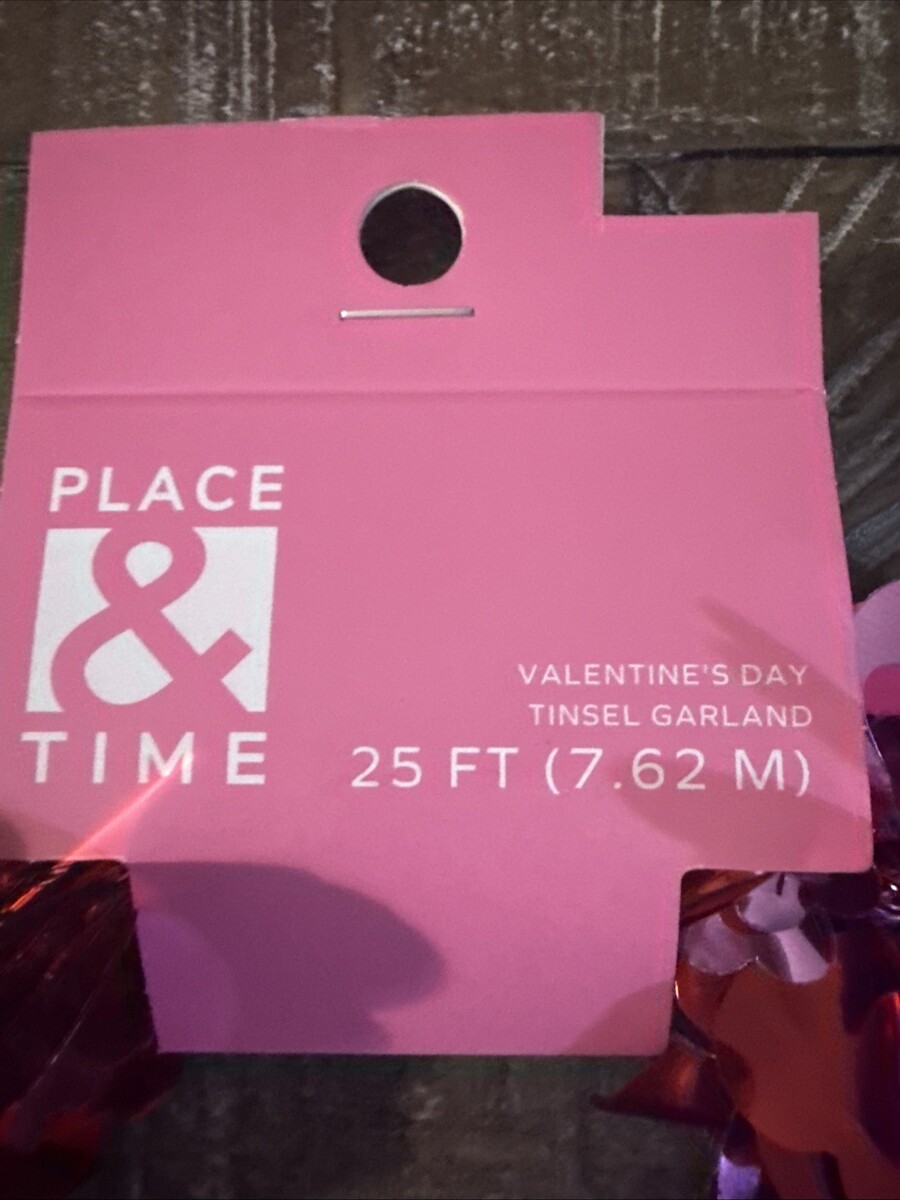 PLACE
&
TIME
VALENTINE'S DAY
TINSEL GARLAND
25 FT (7.62 M)